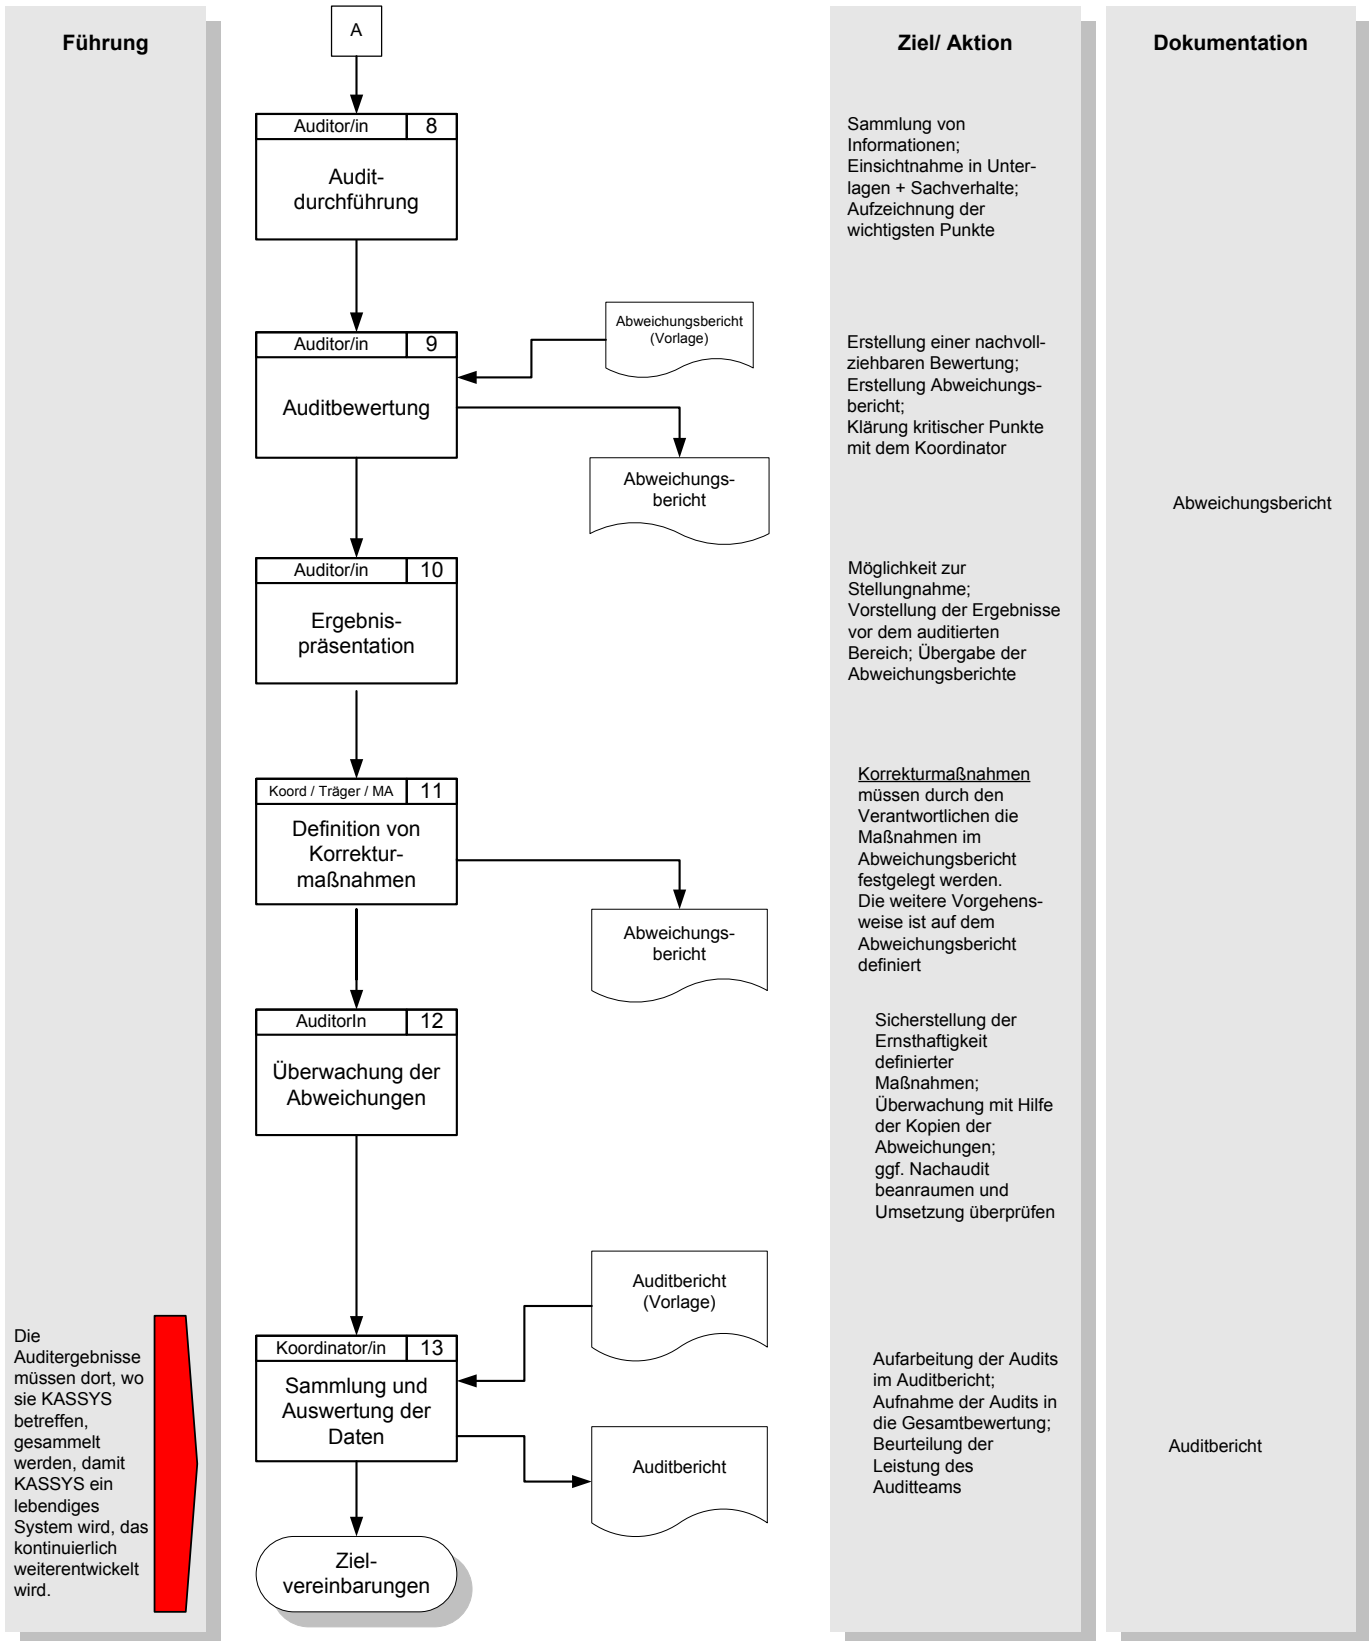 Führung
A
Ziel/ Aktion
Dokumentation
Auditor/in
8
Audit-
durchführung
Sammlung von
Informationen;
Einsichtnahme in Unter-
lagen + Sachverhalte;
Aufzeichnung der
wichtigsten Punkte
Abweichungsbericht
(Vorlage)
Auditor/in
9
Auditbewertung
Erstellung einer nachvoll-
ziehbaren Bewertung;
Erstellung Abweichungs-
bericht;
Klärung kritischer Punkte
mit dem Koordinator
Abweichungs-
bericht
Abweichungsbericht
Auditor/in
10
Ergebnis-
präsentation
Möglichkeit zur
Stellungnahme;
Vorstellung der Ergebnisse
vor dem auditierten
Bereich; Übergabe der
Abweichungsberichte
Koord / Träger / MA
11
Definition von
Korrektur-
maßnahmen
Korrekturmaßnahmen
müssen durch den
Verantwortlichen die
Maßnahmen im
Abweichungsbericht
festgelegt werden.
Die weitere Vorgehens-
weise ist auf dem
Abweichungsbericht
definiert
Abweichungs-
bericht
AuditorIn
12
Überwachung der
Abweichungen
Sicherstellung der
Ernsthaftigkeit
definierter
Maßnahmen;
Überwachung mit Hilfe
der Kopien der
Abweichungen;
ggf. Nachaudit
beanraumen und
Umsetzung überprüfen
Auditbericht
(Vorlage)
Die
Auditergebnisse
müssen dort, wo
sie KASSYS
betreffen,
gesammelt
werden, damit
KASSYS ein
lebendiges
System wird, das
kontinuierlich
weiterentwickelt
wird.
Koordinator/in
13
Sammlung und
Auswertung der
Daten
Auditbericht
Aufarbeitung der Audits
im Auditbericht;
Aufnahme der Audits in
die Gesamtbewertung;
Beurteilung der
Leistung des
Auditteams
Auditbericht
Ziel-
vereinbarungen